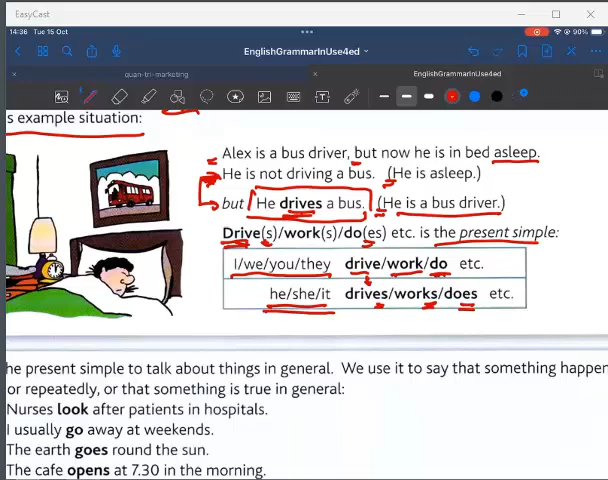 EasyCast
14:36 Tue 15 Oct
90%
EnglishGrammarInUse4ed
quan-tri-marketing
EnglishGrammarInUse4ed
s example situation:
Alex is a bus driver, but now he is in bed asleep.
He is not driving a bus. (He is asleep.)
but He drives a bus. (He is a bus driver.)
Drive(s)/work(s)/do(es) etc. is the present simple:
I/we/you/they drive/work/do etc.
he/she/it drives/works/does etc.
he present simple to talk about things in general. We use it to say that something happen
or repeatedly, or that something is true in general:
Nurses look after patients in hospitals.
I usually go away at weekends.
The earth goes round the sun.
The cafe opens at 7.30 in the morning.